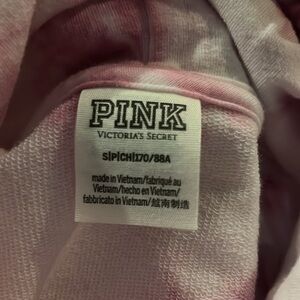 PINK
VICTORIA'S SECRET
S|P|CH|170/88A
made in Vietnam/fabriqué au
Vietnam/hecho en Vietnam/
fabbricato in Vietnam/越南制造